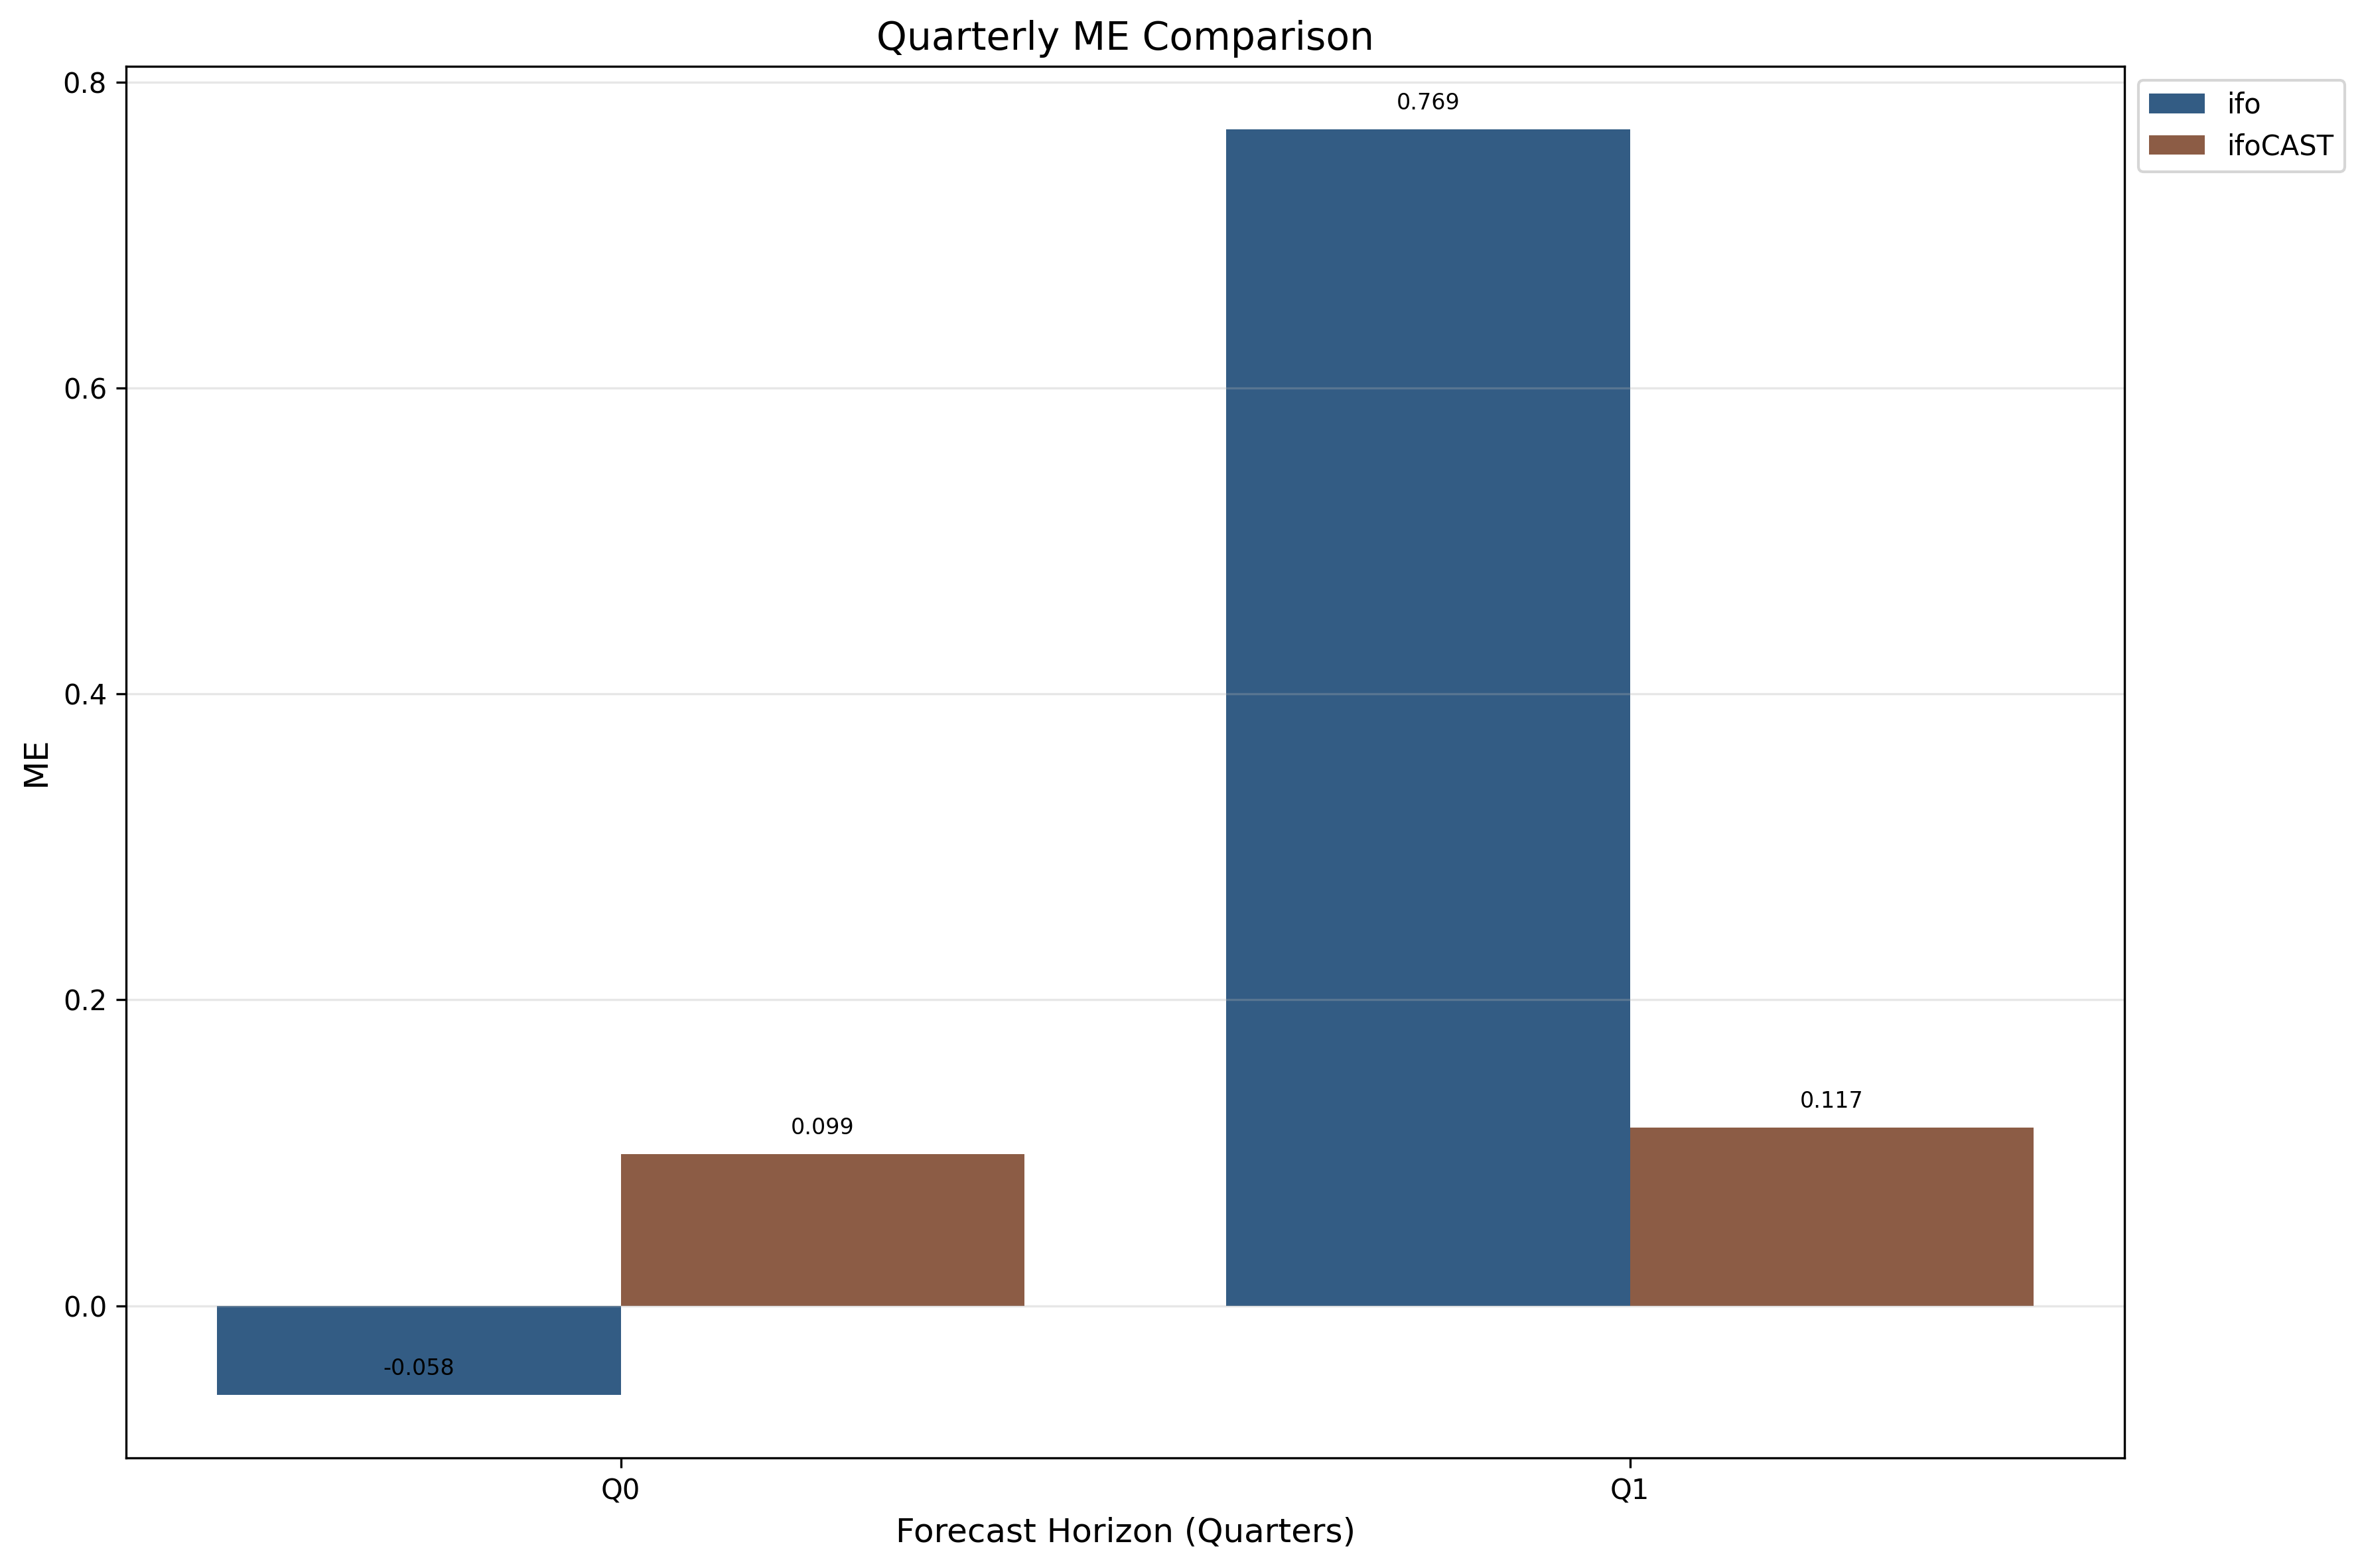 Quarterly ME Comparison
ifo
ifoCAST
ME
0.8
0.6
0.4
0.2
0.0
0.769
0.117
0.099
-0.058
Q0
Q1
Forecast Horizon (Quarters)